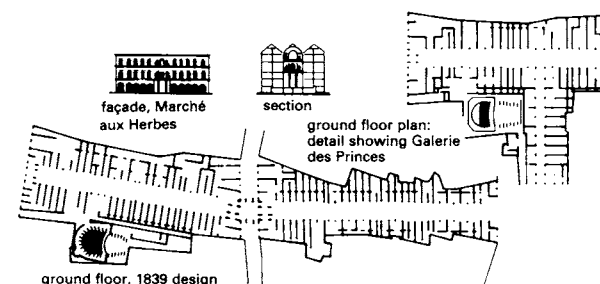 façade, Marché
aux Herbes
section
ground floor plan:
detail showing Galerie
des Princes
ground floor, 1839 design